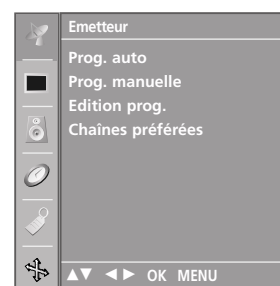 Emetteur
Prog. auto
Prog. manuelle
Edition prog.
Chaînes préférées
▲▼ ◄► OK MENU